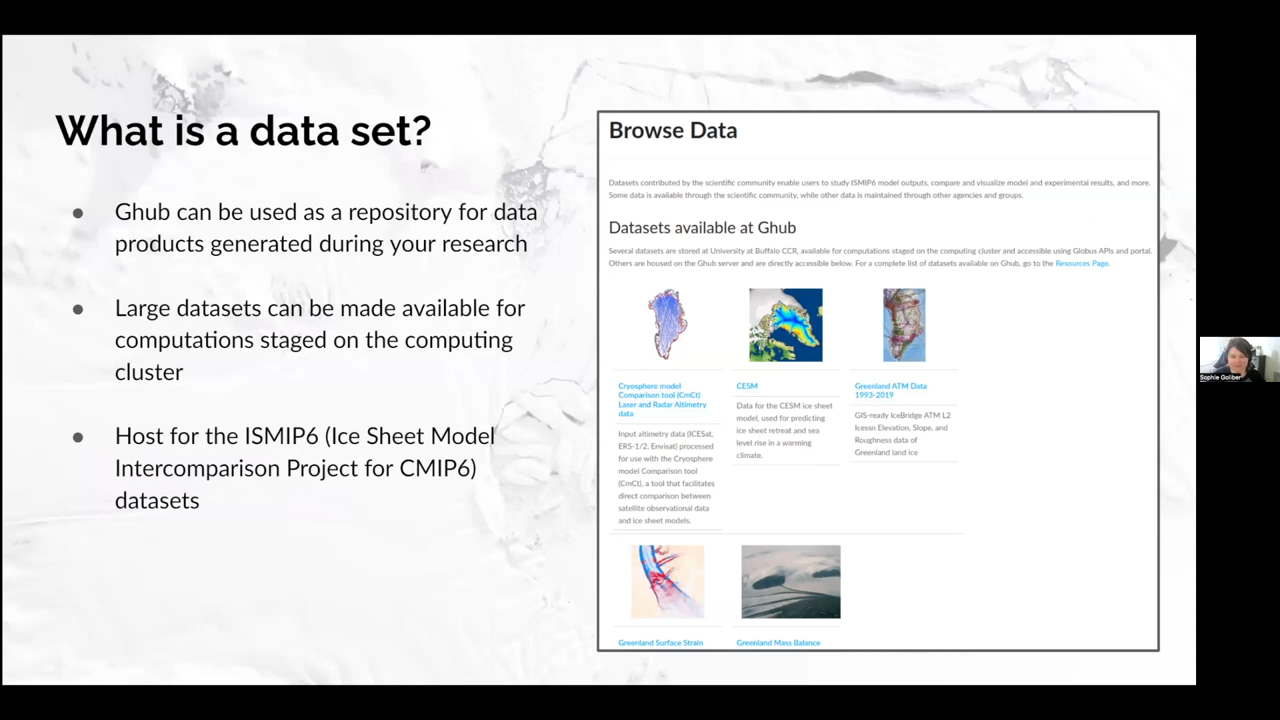 What is a data set?
● Ghub can be used as a repository for data
products generated during your research
● Large datasets can be made available for
computations staged on the computing
cluster
● Host for the ISMIP6 (Ice Sheet Model
Intercomparison Project for CMIP6)
datasets
Browse Data
Datasets contributed by the scientific community enable users to study ISMIP6 model outputs, compare and visualize model and experimental results, and more.
Some data is available through the scientific community, while other data is maintained through other agencies and groups.
Datasets available at Ghub
Several datasets are stored at University at Buffalo CCR, available for computations staged on the computing cluster and accessible using Globus APIs and portal.
Others are housed on the Ghub server and are directly accessible below. For a complete list of datasets available on Ghub, go to the Resources Page.
Cryosphere model
Comparison tool (CmCt)
Laser and Radar Altimetry
data
Input altimetry data (ICESat,
ERS-1/2, Envisat) processed
for use with the Cryosphere
model Comparison tool
(CmCt), a tool that facilitates
direct comparison between
satellite observational data
and ice sheet models.
CESM
Data for the CESM ice sheet
model, used for predicting
ice sheet retreat and sea
level rise in a warming
climate.
Greenland ATM Data
1993-2019
GIS-ready IceBridge ATM L2
Icessn Elevation, Slope, and
Roughness data of
Greenland land ice
Greenland Surface Strain
Greenland Mass Balance
Sophie Goliber